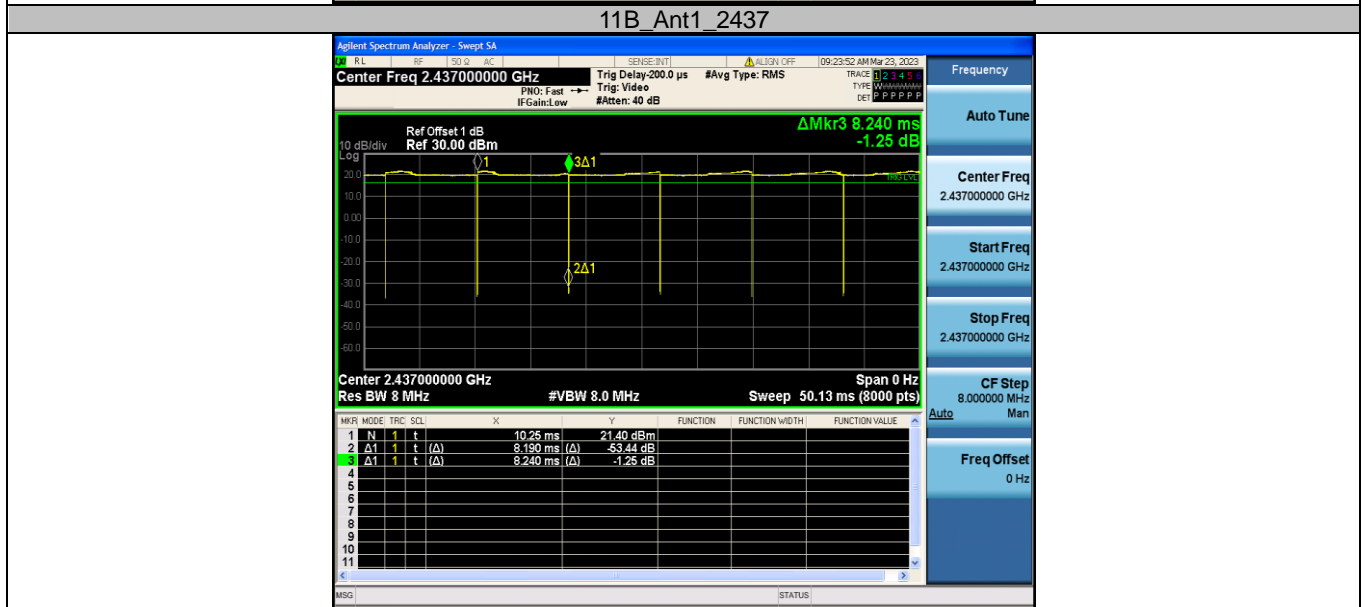 11B_Ant1_2437
Agilent Spectrum Analyzer - Swept SA
RL RF 50 Ω AC SENSE:INT ALIGN OFF 09:23:52 AM Mar 23, 2023
Center Freq 2.437000000 GHz
PNO: Fast
IFGain:Low
Trig Delay-200.0 µs
Trig: Video
#Atten: 40 dB
#Avg Type: RMS
TRACE 1 2 3 4 5 6
TYPE
DET P P P P P P
Ref Offset 1 dB
10 dB/div Ref 30.00 dBm
ΔMkr3 8.240 ms
-1.25 dB
Log
20.0
10.0
0.00
-10.0
-20.0
-30.0
-40.0
-50.0
-60.0
1
3Δ1
2Δ1
TRIG LVL
Center 2.437000000 GHz Span 0 Hz
Res BW 8 MHz #VBW 8.0 MHz Sweep 50.13 ms (8000 pts)
MKR MODE TRC SCL X Y FUNCTION FUNCTION WIDTH FUNCTION VALUE
1 N 1 t 10.25 ms 21.40 dBm
2 Δ1 1 t (Δ) 8.190 ms (Δ) -53.44 dB
3 Δ1 1 t (Δ) 8.240 ms (Δ) -1.25 dB
4
5
6
7
8
9
10
11
MSG STATUS
Frequency
Auto Tune
Center Freq
2.437000000 GHz
Start Freq
2.437000000 GHz
Stop Freq
2.437000000 GHz
CF Step
8.000000 MHz
Auto Man
Freq Offset
0 Hz